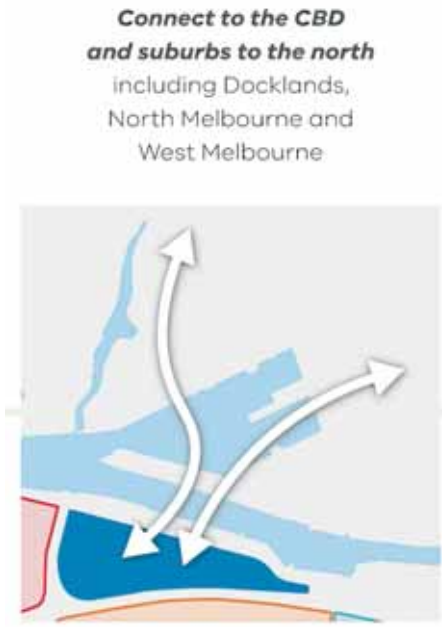 Connect to the CBD
and suburbs to the north
including Docklands,
North Melbourne and
West Melbourne